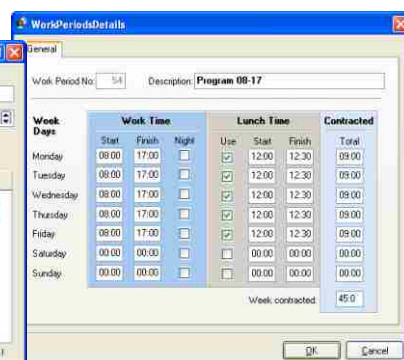 WorkPeriodsDetails
General
Work Period No: 54 Description: Program 08-17
Week Days Work Time Lunch Time Contracted
Start Finish Night Use Start Finish Total
Monday 08:00 17:00 12:00 12:30 09:00
Tuesday 08:00 17:00 12:00 12:30 09:00
Wednesday 08:00 17:00 12:00 12:30 09:00
Thursday 08:00 17:00 12:00 12:30 09:00
Friday 08:00 17:00 12:00 12:30 09:00
Saturday 00:00 00:00 00:00 00:00 00:00
Sunday 00:00 00:00 00:00 00:00 00:00
Week contracted: 45:0
OK Cancel